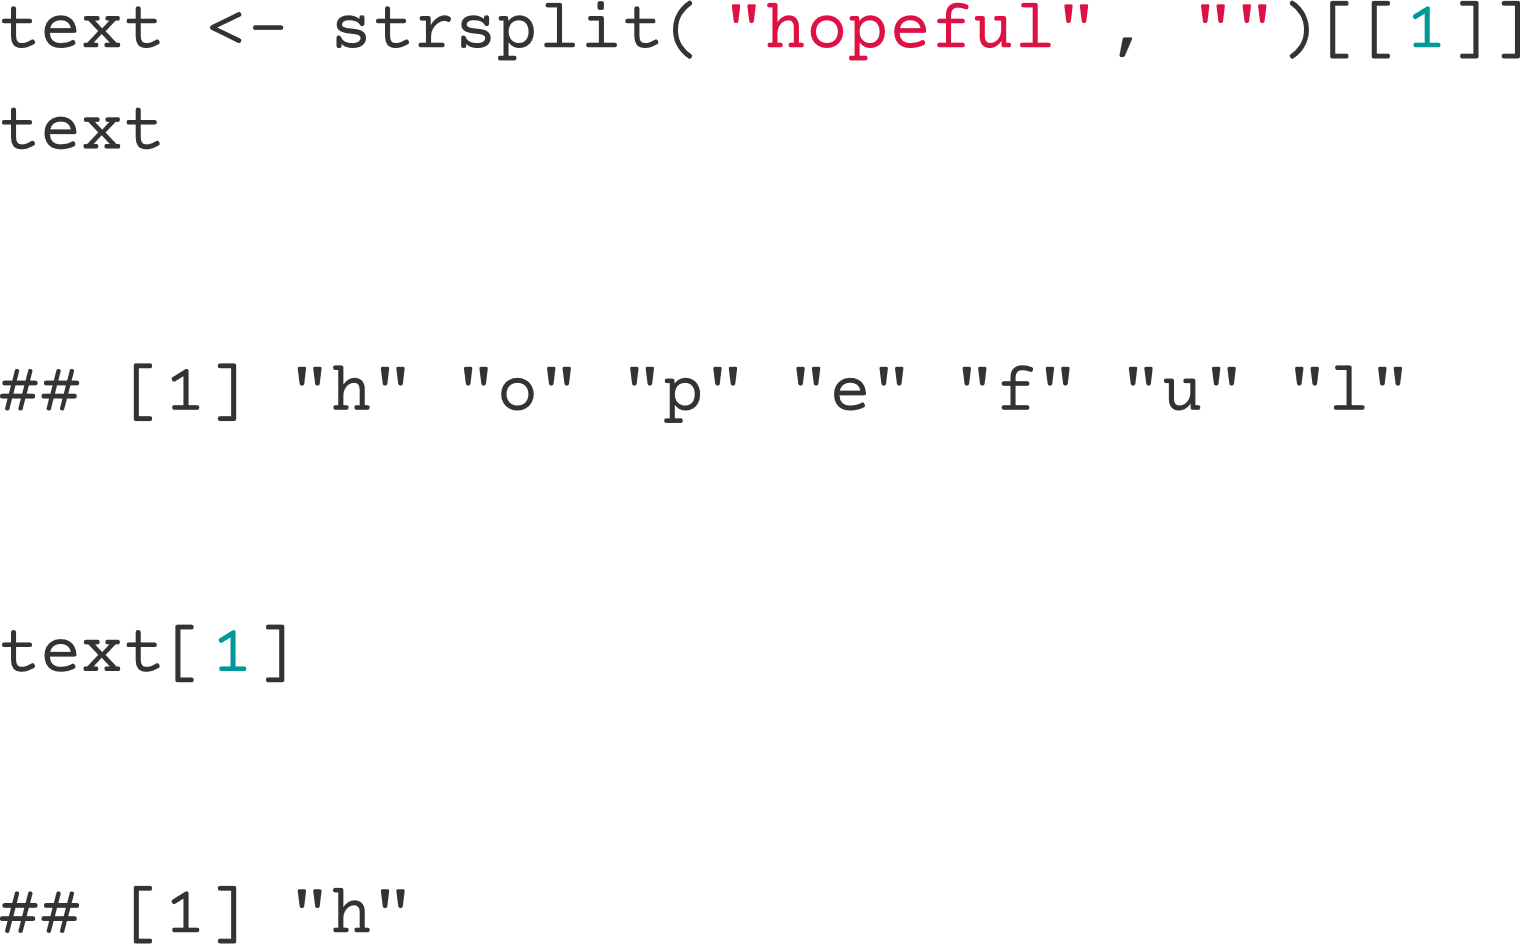 text <- strsplit("hopeful", "")[[1]]
text
## [1] "h" "o" "p" "e" "f" "u" "l"
text[1]
## [1] "h"